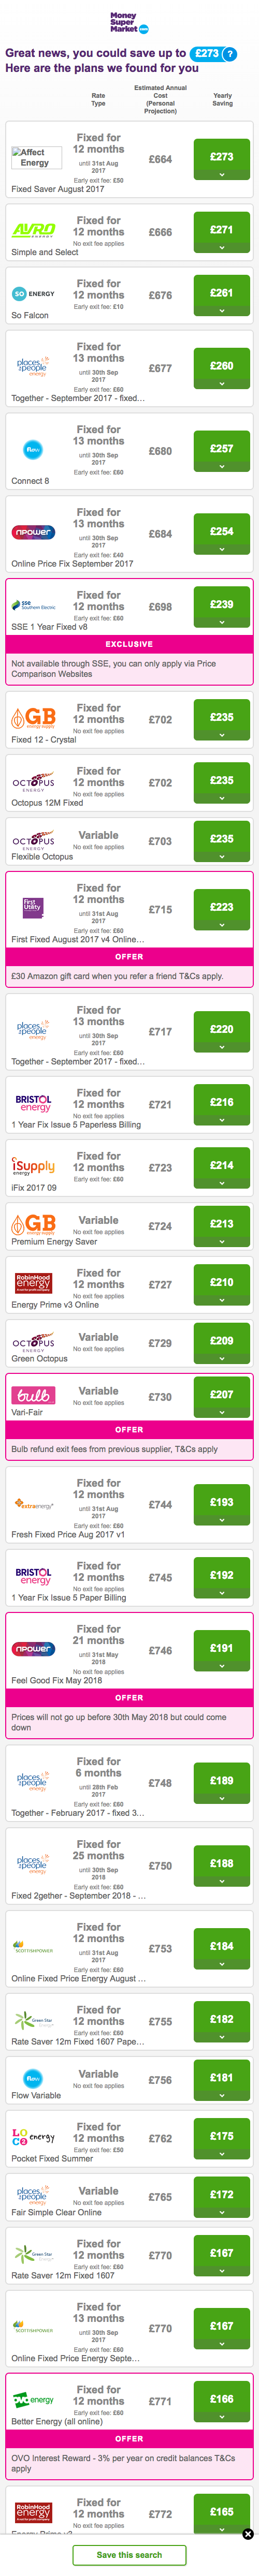 Money
Super
Market
Great news, you could save up to £273 ?
Here are the plans we found for you
Rate Type
Estimated Annual Cost (Personal Projection)
Yearly Saving
Affect Energy
Fixed for 12 months
until 31st Aug 2017
Early exit fee: £50
£664
£273
Fixed Saver August 2017
AVRO ENERGY
Fixed for 12 months
No exit fee applies
£666
£271
Simple and Select
SO ENERGY
Fixed for 12 months
Early exit fee: £10
£676
£261
So Falcon
places for people energy
Fixed for 13 months
until 30th Sep 2017
Early exit fee: £60
£677
£260
Together - September 2017 - fixed...
flow
Fixed for 13 months
until 30th Sep 2017
Early exit fee: £60
£680
£257
Connect 8
npower
Fixed for 13 months
until 30th Sep 2017
Early exit fee: £40
£684
£254
Online Price Fix September 2017
sse Southern Electric
Fixed for 12 months
Early exit fee: £60
£698
£239
SSE 1 Year Fixed v8
EXCLUSIVE
Not available through SSE, you can only apply via Price
Comparison Websites
GB energy supply
Fixed for 12 months
No exit fee applies
£702
£235
Fixed 12 - Crystal
OCTOPUS ENERGY
Fixed for 12 months
No exit fee applies
£702
£235
Octopus 12M Fixed
OCTOPUS ENERGY
Variable
No exit fee applies
£703
£235
Flexible Octopus
First Utility
Fixed for 12 months
until 31st Aug 2017
Early exit fee: £60
£715
£223
First Fixed August 2017 v4 Online...
OFFER
£30 Amazon gift card when you refer a friend T&Cs apply.
places for people energy
Fixed for 13 months
until 30th Sep 2017
Early exit fee: £60
£717
£220
Together - September 2017 - fixed...
BRISTOL energy
Fixed for 12 months
No exit fee applies
£721
£216
1 Year Fix Issue 5 Paperless Billing
iSupply energy
Fixed for 12 months
Early exit fee: £60
£723
£214
iFix 2017 09
GB energy supply
Variable
No exit fee applies
£724
£213
Premium Energy Saver
RobinHood energy
Fixed for 12 months
No exit fee applies
£727
£210
Energy Prime v3 Online
OCTOPUS ENERGY
Variable
No exit fee applies
£729
£209
Green Octopus
bulb
Variable
No exit fee applies
£730
£207
Vari-Fair
OFFER
Bulb refund exit fees from previous supplier, T&Cs apply
extraenergy
Fixed for 12 months
until 31st Aug 2017
Early exit fee: £60
£744
£193
Fresh Fixed Price Aug 2017 v1
BRISTOL energy
Fixed for 12 months
No exit fee applies
£745
£192
1 Year Fix Issue 5 Paper Billing
npower
Fixed for 21 months
until 31st May 2018
No exit fee applies
£746
£191
Feel Good Fix May 2018
OFFER
Prices will not go up before 30th May 2018 but could come
down
places for people energy
Fixed for 6 months
until 28th Feb 2017
Early exit fee: £60
£748
£189
Together - February 2017 - fixed 3...
places for people energy
Fixed for 25 months
until 30th Sep 2018
Early exit fee: £60
£750
£188
Fixed 2gether - September 2018 - ...
SCOTTISHPOWER
Fixed for 12 months
until 31st Aug 2017
Early exit fee: £60
£753
£184
Online Fixed Price Energy August ...
Green Star energy
Fixed for 12 months
Early exit fee: £60
£755
£182
Rate Saver 12m Fixed 1607 Pape...
flow
Variable
No exit fee applies
£756
£181
Flow Variable
LOCO2 energy
Fixed for 12 months
Early exit fee: £50
£762
£175
Pocket Fixed Summer
places for people energy
Variable
No exit fee applies
£765
£172
Fair Simple Clear Online
Green Star energy
Fixed for 12 months
Early exit fee: £60
£770
£167
Rate Saver 12m Fixed 1607
SCOTTISHPOWER
Fixed for 13 months
until 30th Sep 2017
Early exit fee: £60
£770
£167
Online Fixed Price Energy Septe...
energy
Fixed for 12 months
Early exit fee: £60
£771
£166
Better Energy (all online)
OFFER
OVO Interest Reward - 3% per year on credit balances T&Cs
apply
RobinHood energy
Fixed for 12 months
No exit fee applies
£772
£165
Save this search